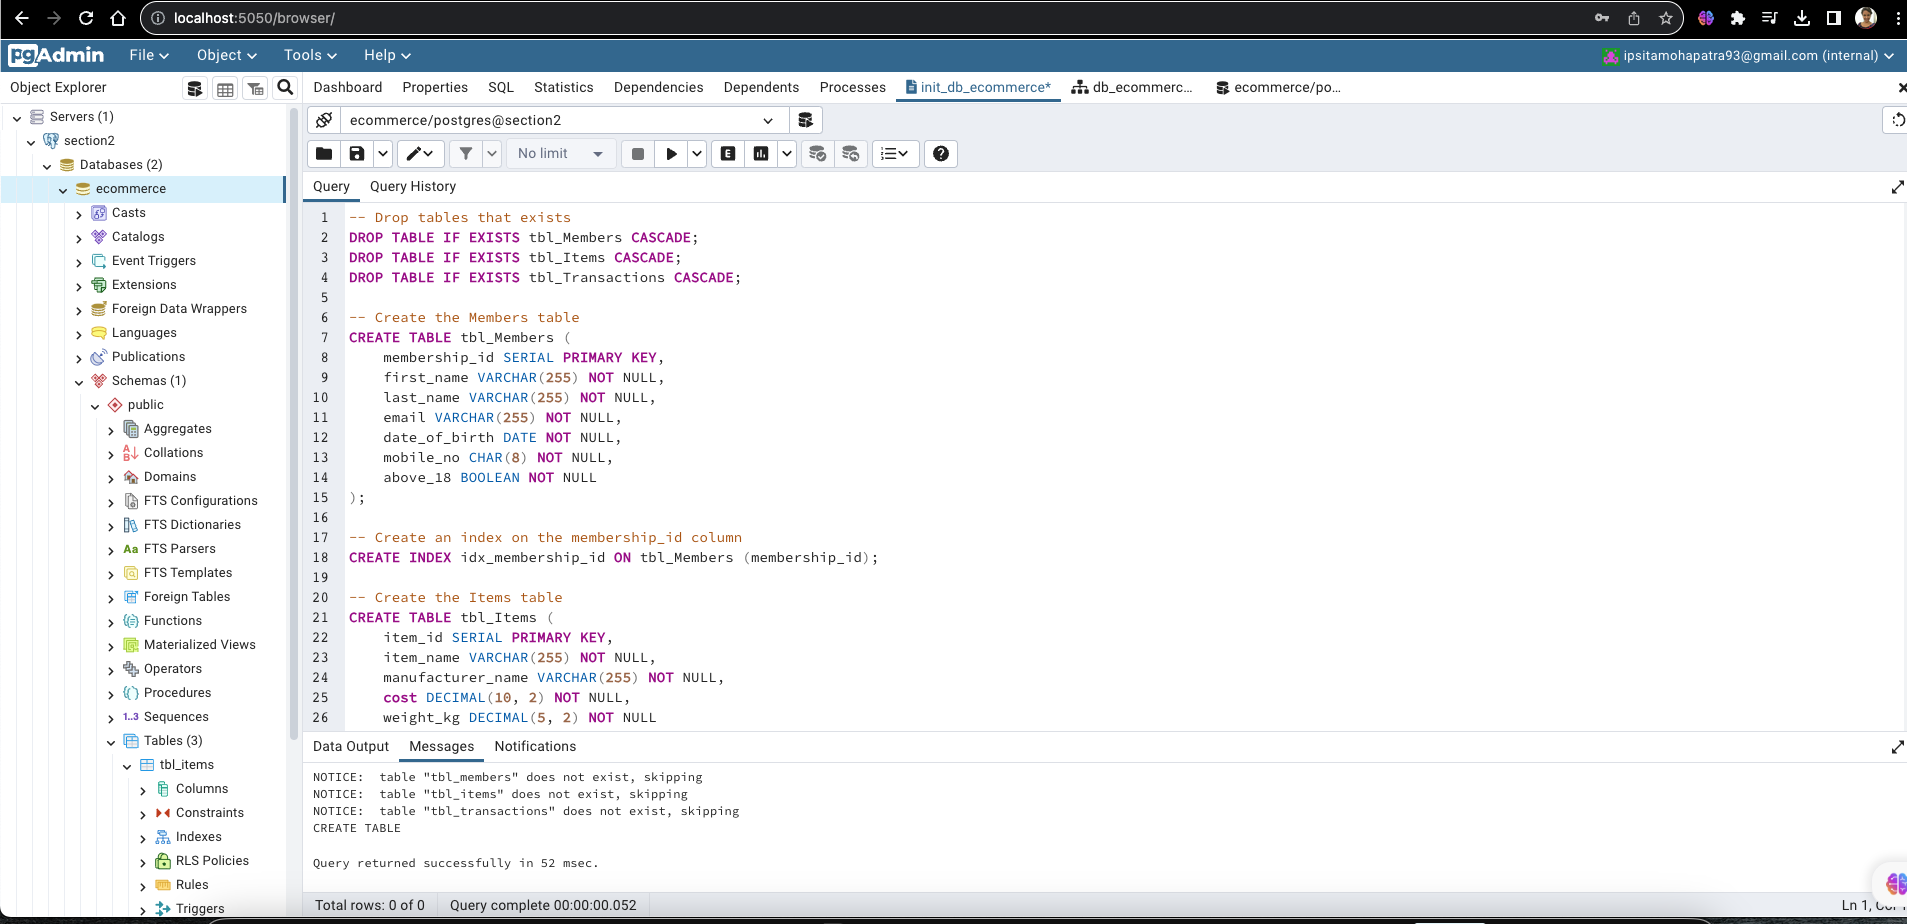 localhost:5050/browser/
pgAdmin File Object Tools Help ipsitamohapatra93@gmail.com (internal)
Object Explorer
Dashboard Properties SQL Statistics Dependencies Dependents Processes init_db_ecommerce* db_ecommerc... ecommerce/po...
Servers (1)
section2
Databases (2)
ecommerce
Casts
Catalogs
Event Triggers
Extensions
Foreign Data Wrappers
Languages
Publications
Schemas (1)
public
Aggregates
Collations
Domains
FTS Configurations
FTS Dictionaries
Aa FTS Parsers
FTS Templates
Foreign Tables
Functions
Materialized Views
Operators
Procedures
1..3 Sequences
Tables (3)
tbl_items
Columns
Constraints
Indexes
RLS Policies
Rules
Triggers
ecommerce/postgres@section2
No limit
E
Query Query History
1 -- Drop tables that exists
2 DROP TABLE IF EXISTS tbl_Members CASCADE;
3 DROP TABLE IF EXISTS tbl_Items CASCADE;
4 DROP TABLE IF EXISTS tbl_Transactions CASCADE;
5
6 -- Create the Members table
7 CREATE TABLE tbl_Members (
8 membership_id SERIAL PRIMARY KEY,
9 first_name VARCHAR(255) NOT NULL,
10 last_name VARCHAR(255) NOT NULL,
11 email VARCHAR(255) NOT NULL,
12 date_of_birth DATE NOT NULL,
13 mobile_no CHAR(8) NOT NULL,
14 above_18 BOOLEAN NOT NULL
15 );
16
17 -- Create an index on the membership_id column
18 CREATE INDEX idx_membership_id ON tbl_Members (membership_id);
19
20 -- Create the Items table
21 CREATE TABLE tbl_Items (
22 item_id SERIAL PRIMARY KEY,
23 item_name VARCHAR(255) NOT NULL,
24 manufacturer_name VARCHAR(255) NOT NULL,
25 cost DECIMAL(10, 2) NOT NULL,
26 weight_kg DECIMAL(5, 2) NOT NULL
Data Output Messages Notifications
NOTICE: table "tbl_members" does not exist, skipping
NOTICE: table "tbl_items" does not exist, skipping
NOTICE: table "tbl_transactions" does not exist, skipping
CREATE TABLE
Query returned successfully in 52 msec.
Total rows: 0 of 0 Query complete 00:00:00.052 Ln 1,